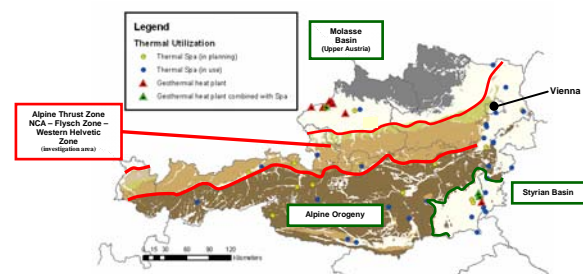 Legend
Thermal Utilization
Thermal Spa (in planning)
Thermal Spa (in use)
Geothermal heat plant
Geothermal heat plant combined with Spa
Molasse
Basin
(Upper Austria)
Vienna
Alpine Thrust Zone
NCA – Flysch Zone –
Western Helvetic
Zone
(investigation area)
Styrian Basin
Alpine Orogeny
0 15 30 60 90 120
Kilometers